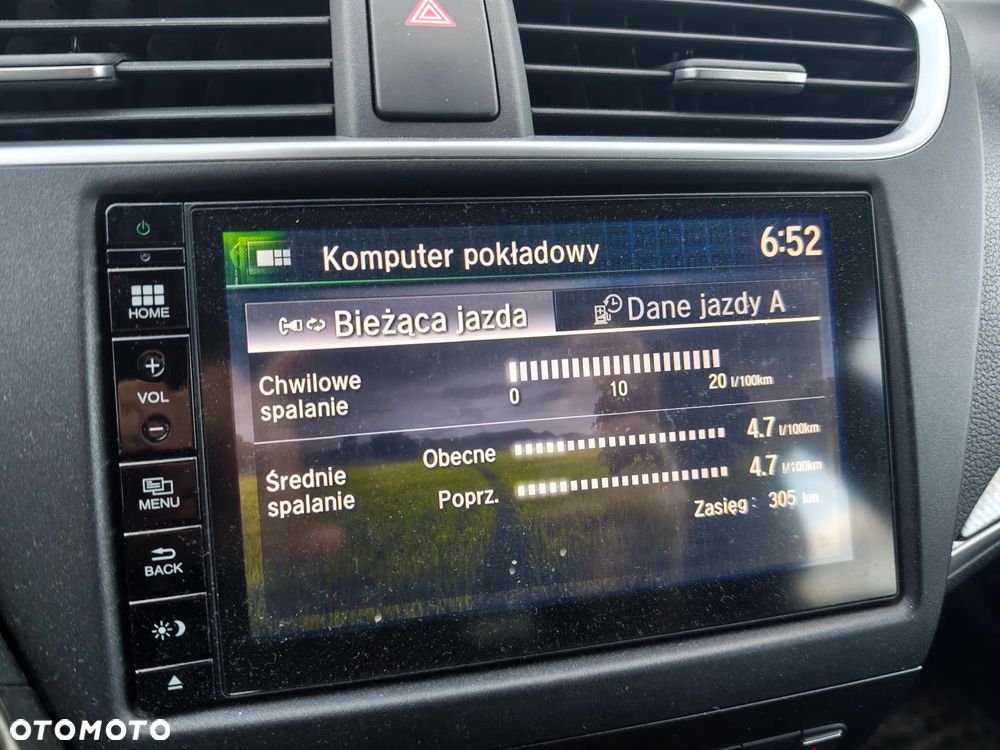 Komputer pokładowy
6:52
Bieżąca jazda
Dane jazdy A
HOME
VOL
MENU
BACK
Chwilowe
spalanie
0 10 20 l/100km
Średnie
spalanie
Obecne 4.7 l/100km
Poprz. 4.7 l/100km
Zasięg 305 km
OTOMOTO